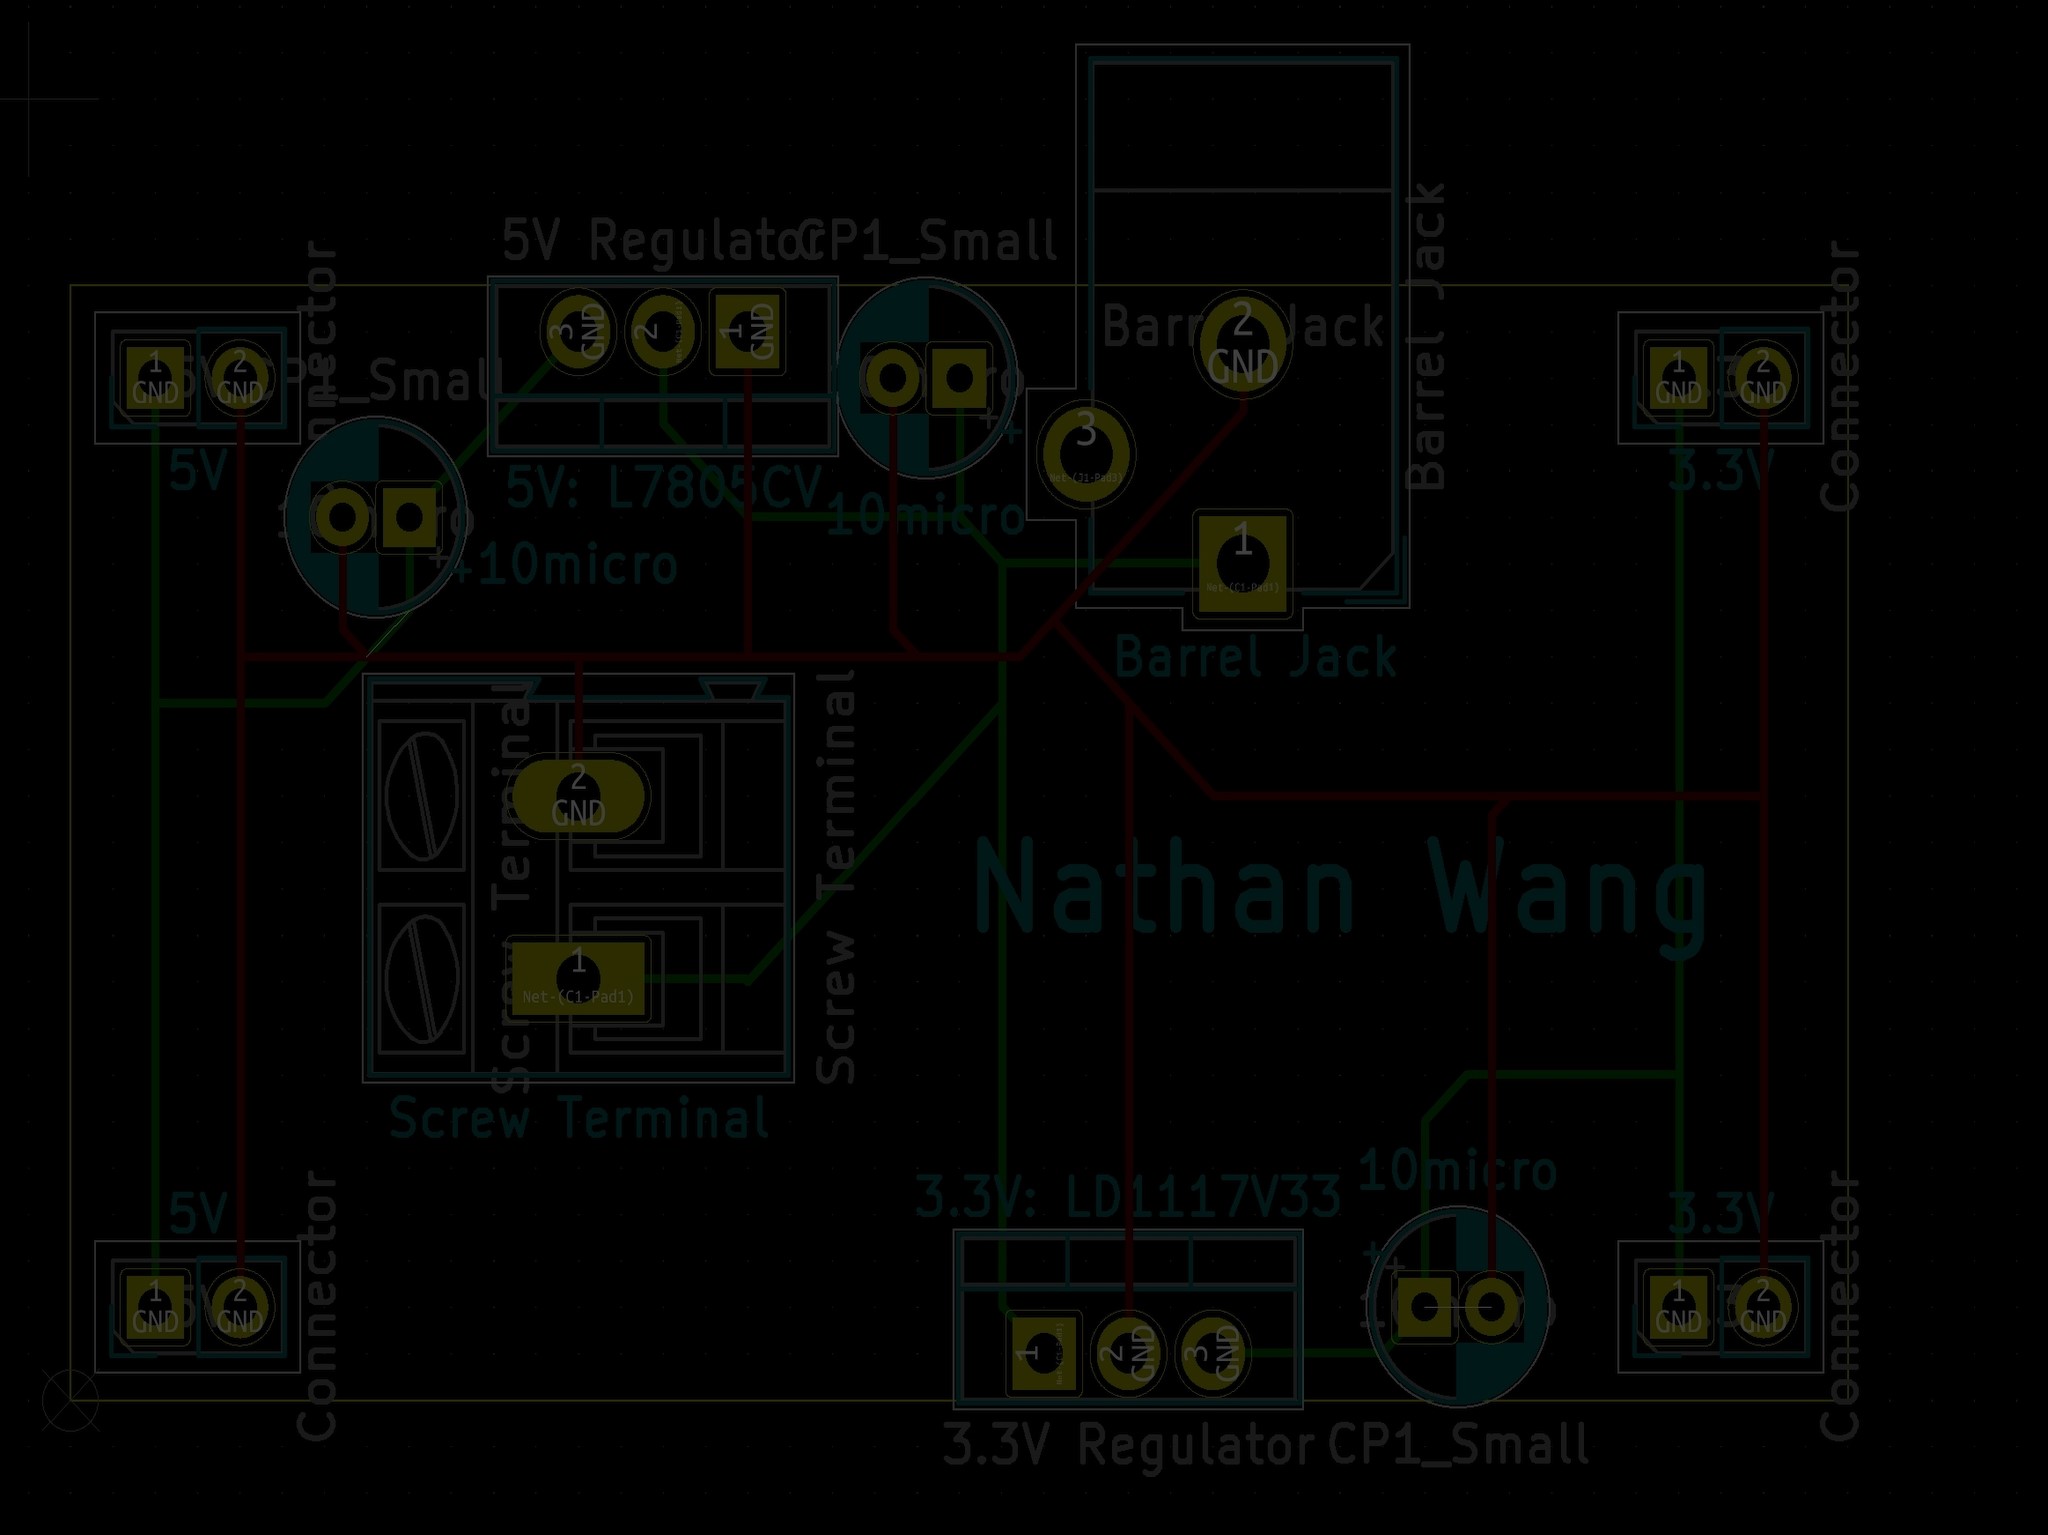 5V Regulator
CP1_Small
Barrel Jack
Barrel Jack
Connector
Connector
3
GND
2
1
GND
2
GND
1
GND
2
GND
CP1_Small
3
Net-(J1-Pad3)
1
GND
2
GND
5V
5V: L7805CV
10micro
3.3V
+
+
+
+10micro
1
Net-(C1-Pad1)
Barrel Jack
Screw Terminal
Screw Terminal
2
GND
Nathan Wang
1
Net-(C1-Pad1)
Screw Terminal
5V
3.3V: LD1117V33
10micro
3.3V
Connector
Connector
+
+
1
GND
2
GND
1
2
GND
3
GND
1
GND
2
GND
3.3V Regulator
CP1_Small